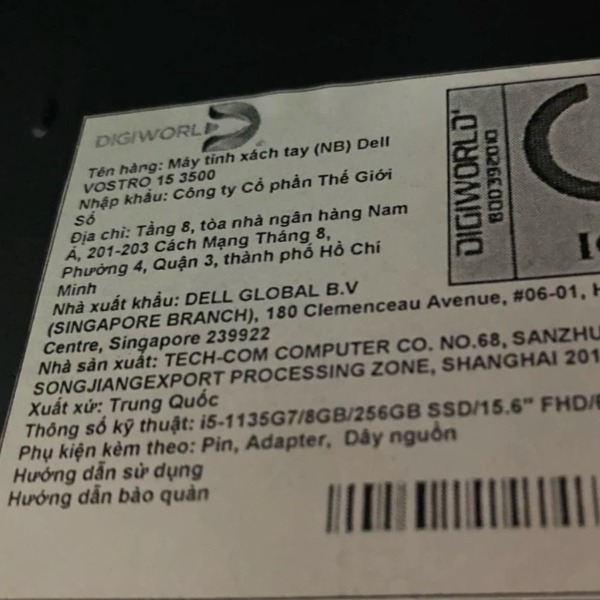 DIGIWORLD
Tên hàng: Máy tính xách tay (NB) Dell
VOSTRO 15 3500
Nhập khẩu: Công ty Cổ phần Thế Giới
Số
Địa chỉ: Tầng 8, tòa nhà ngân hàng Nam
Á, 201-203 Cách Mạng Tháng 8,
Phường 4, Quận 3, thành phố Hồ Chí
Minh
Nhà xuất khẩu: DELL GLOBAL B.V
(SINGAPORE BRANCH), 180 Clemenceau Avenue, #06-01, H
Centre, Singapore 239922
Nhà sản xuất: TECH-COM COMPUTER CO. NO.68, SANZHU
SONGJIANGEXPORT PROCESSING ZONE, SHANGHAI 201
Xuất xứ: Trung Quốc
Thông số kỹ thuật: i5-1135G7/8GB/256GB SSD/15.6" FHD/
Phụ kiện kèm theo: Pin, Adapter, Dây nguồn
Hướng dẫn sử dụng
Hướng dẫn bảo quản
DIGIWORLD
800392010